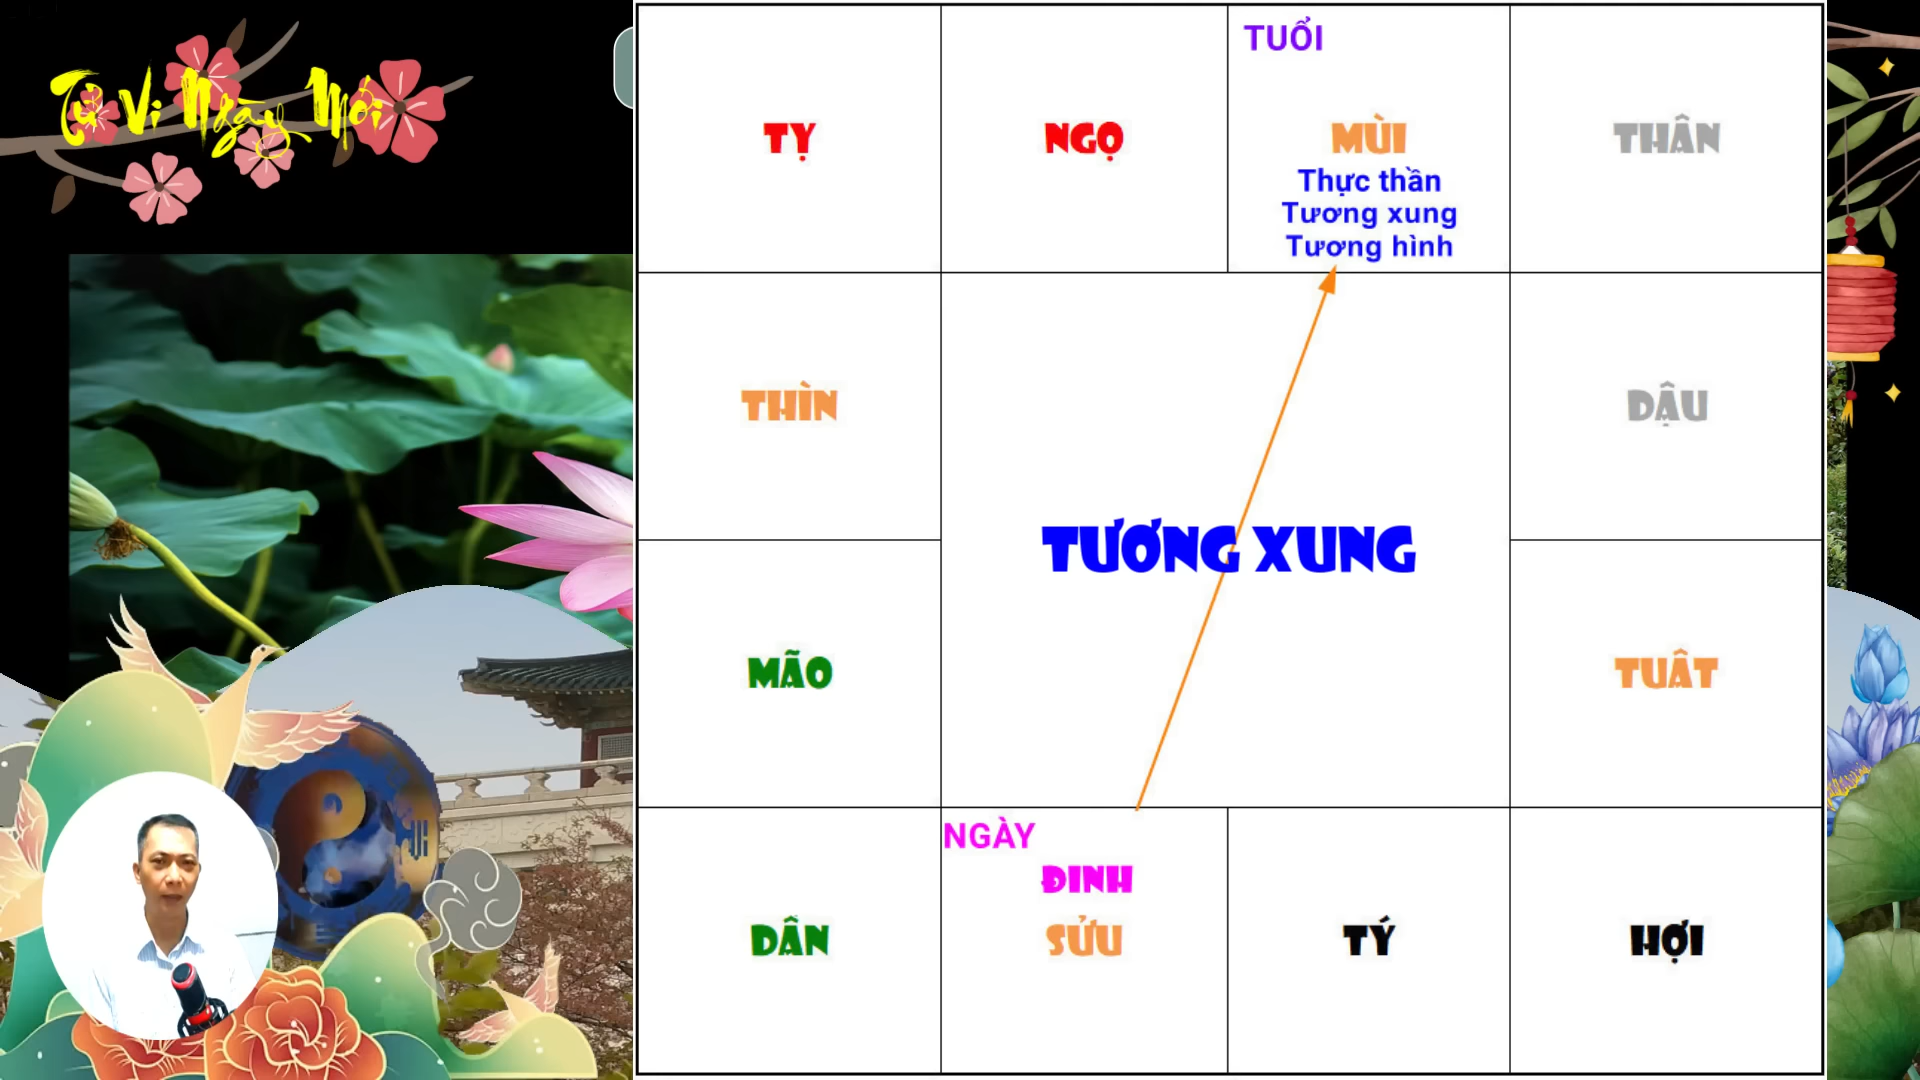 Tử Vi Ngày Mới
TUỔI
TỴ
NGỌ
MÙI
THÂN
Thực thần
Tương xung
Tương hình
THÌN
DẬU
TƯƠNG XUNG
MÃO
TUẤT
NGÀY
ĐINH
DẦN
SỬU
TÝ
HỢI